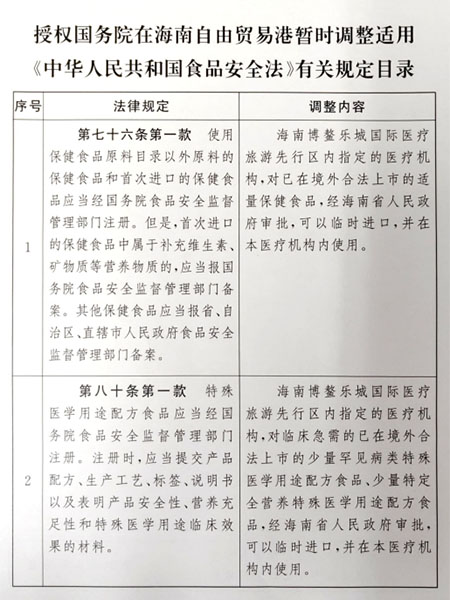 授权国务院在海南自由贸易港暂时调整适用
《中华人民共和国食品安全法》有关规定目录
序号 法律规定 调整内容
1
第七十六条第一款 使用
保健食品原料目录以外原料的
保健食品和首次进口的保健食
品应当经国务院食品安全监督
管理部门注册。但是,首次进口
的保健食品中属于补充维生素、
矿物质等营养物质的,应当报国
务院食品安全监督管理部门备
案。其他保健食品应当报省、自
治区、直辖市人民政府食品安全
监督管理部门备案。
海南博鳌乐城国际医疗
旅游先行区内指定的医疗机
构,对已在境外合法上市的适
量保健食品,经海南省人民政
府审批,可以临时进口,并在
本医疗机构内使用。
2
第八十条第一款 特殊
医学用途配方食品应当经国
务院食品安全监督管理部门
注册。注册时,应当提交产品
配方、生产工艺、标签、说明书
以及表明产品安全性、营养充
足性和特殊医学用途临床效
果的材料。
海南博鳌乐城国际医疗
旅游先行区内指定的医疗机
构,对临床急需的已在境外合
法上市的少量罕见病类特殊
医学用途配方食品、少量特定
全营养特殊医学用途配方食
品,经海南省人民政府审批,
可以临时进口,并在本医疗机
构内使用。